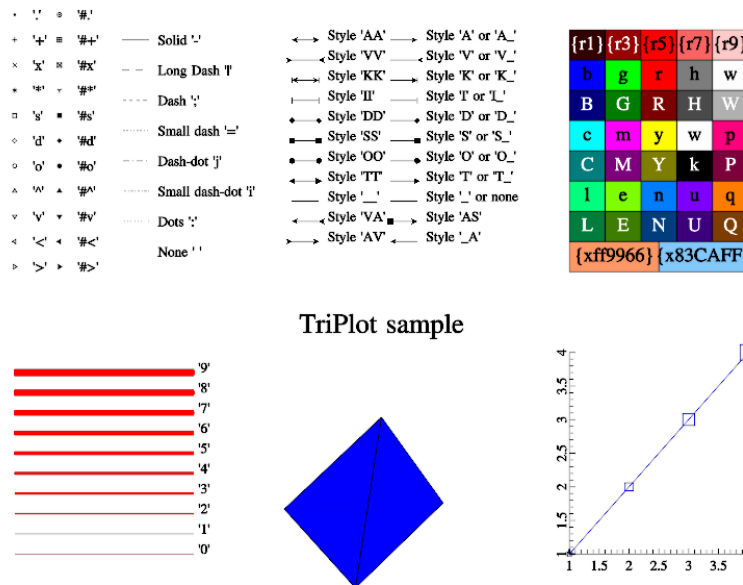 '.' '#.'
'+' '#+'
'x' '#x'
'*' '#*'
's' '#s'
'd' '#d'
'o' '#o'
'^' '#^'
'v' '#v'
'<' '#<'
'>' '#>'
Solid '-'
Long Dash '|'
Dash ';'
Small dash '='
Dash-dot 'j'
Small dash-dot 'i'
Dots ':'
None ' '
Style 'AA' Style 'A' or 'A_'
Style 'VV' Style 'V' or 'V_'
Style 'KK' Style 'K' or 'K_'
Style 'II' Style 'I' or 'I_'
Style 'DD' Style 'D' or 'D_'
Style 'SS' Style 'S' or 'S_'
Style 'OO' Style 'O' or 'O_'
Style 'TT' Style 'T' or 'T_'
Style '__' Style '_' or none
Style 'VA' Style 'AS'
Style 'AV' Style '_A'
{r1} {r3} {r5} {r7} {r9}
b g r h w
B G R H W
c m y w p
C M Y k P
l e n u q
L E N U Q
{xff9966} {x83CAFF
TriPlot sample
'9'
'8'
'7'
'6'
'5'
'4'
'3'
'2'
'1'
'0'
4
3.5
3
2.5
2
1.5
1
1 1.5 2 2.5 3 3.5